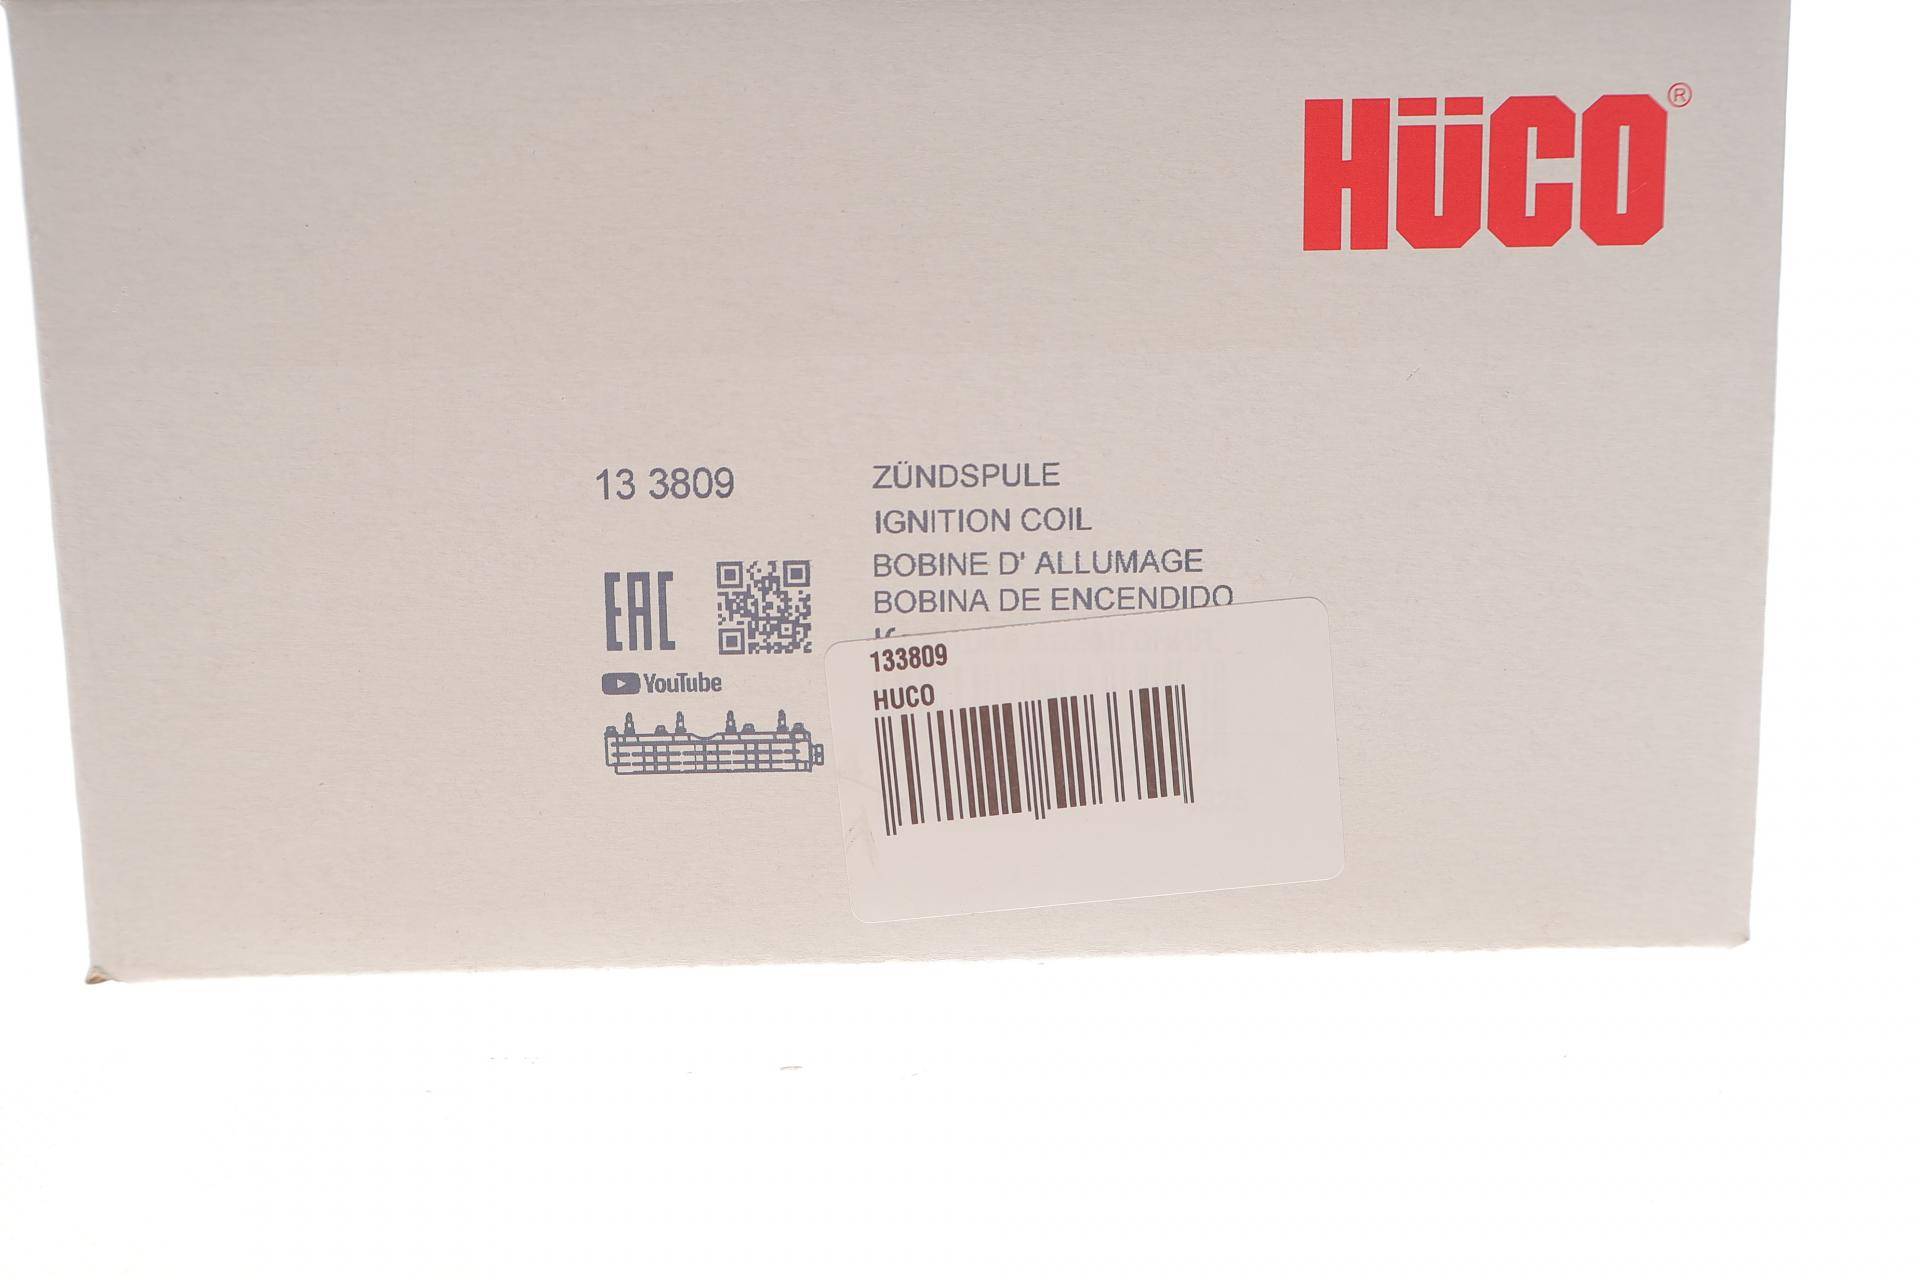 HÜCO®
13 3809
ZÜNDSPULE
IGNITION COIL
BOBINE D' ALLUMAGE
BOBINA DE ENCENDIDO
EAC
YouTube
133809
HUCO